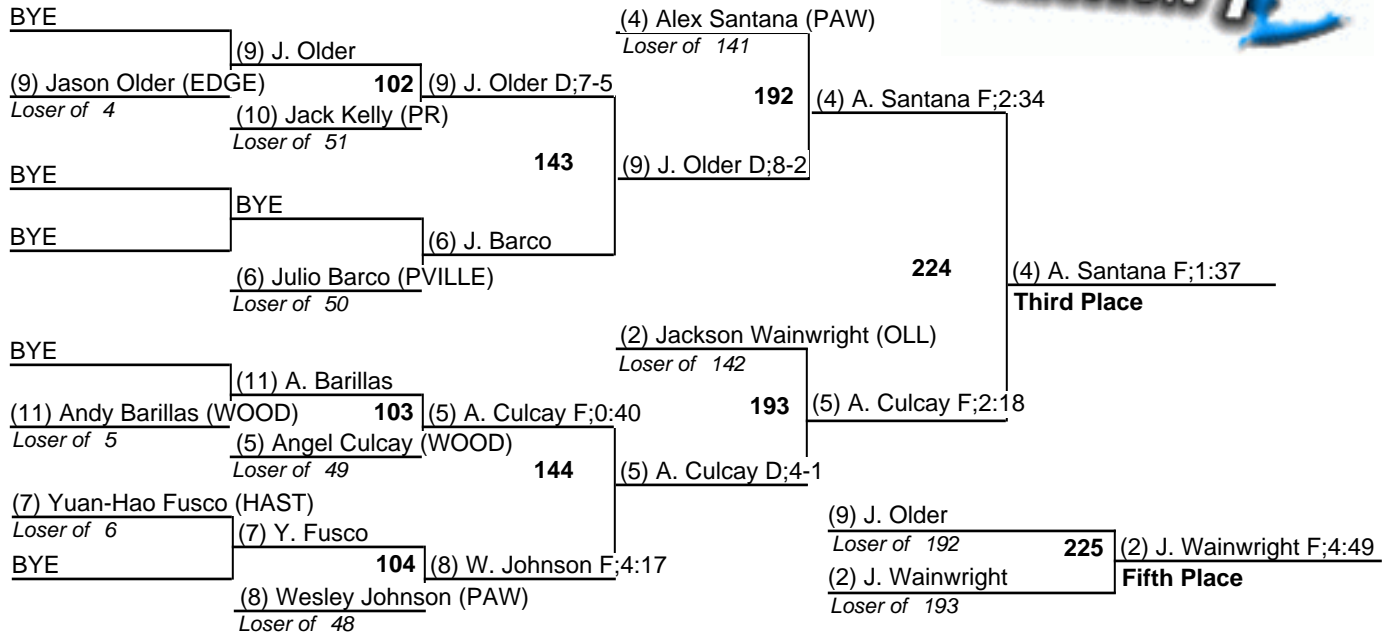 BYE
(4) Alex Santana (PAW)
Loser of 141
(9) J. Older
(9) Jason Older (EDGE)
Loser of 4
102
(9) J. Older D;7-5
192
(4) A. Santana F;2:34
(10) Jack Kelly (PR)
Loser of 51
143
(9) J. Older D;8-2
BYE
BYE
BYE
(6) J. Barco
(6) Julio Barco (PVILLE)
Loser of 50
224
(4) A. Santana F;1:37
Third Place
BYE
(2) Jackson Wainwright (OLL)
Loser of 142
(11) A. Barillas
(11) Andy Barillas (WOOD)
Loser of 5
103
(5) A. Culcay F;0:40
193
(5) A. Culcay F;2:18
(5) Angel Culcay (WOOD)
Loser of 49
144
(5) A. Culcay D;4-1
(7) Yuan-Hao Fusco (HAST)
Loser of 6
(7) Y. Fusco
BYE
104
(8) W. Johnson F;4:17
(8) Wesley Johnson (PAW)
Loser of 48
(9) J. Older
Loser of 192
225
(2) J. Wainwright F;4:49
Fifth Place
(2) J. Wainwright
Loser of 193